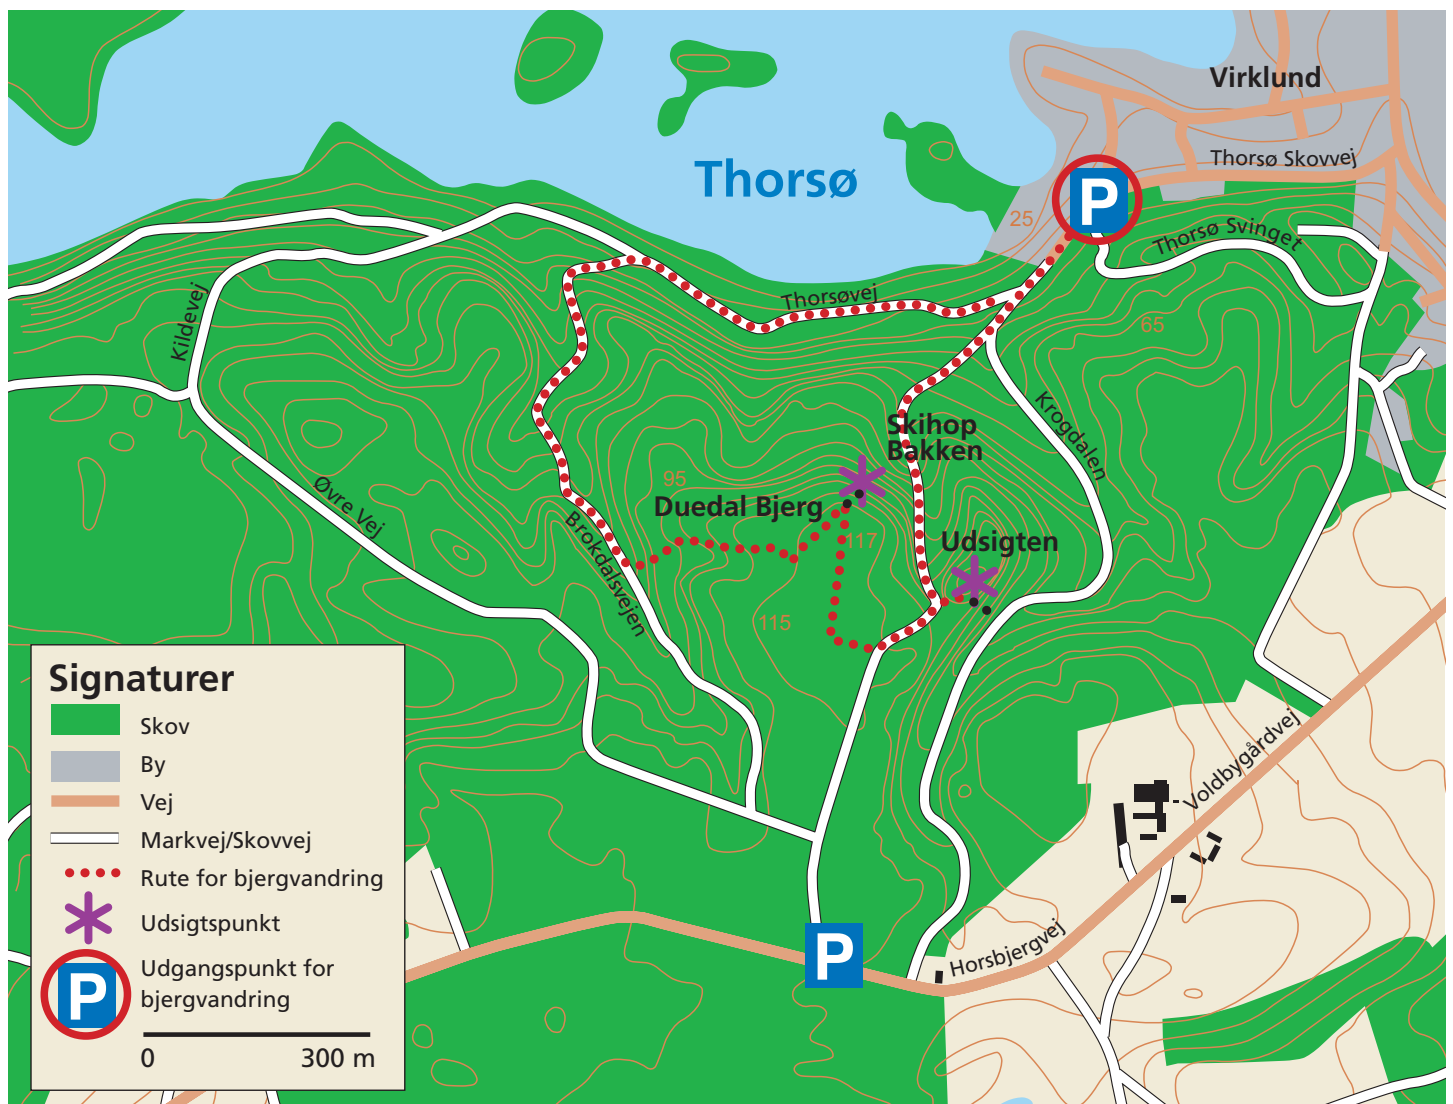 Virklund
Thorsø Skovvej
Thorsø
P
25
Thorsø Svinget
Thorsøvej
65
Kildevej
Krogdalen
Skihop
Bakken
95
Duedal Bjerg
117
Øvre Vej
Brokdalsvejen
Udsigten
115
Voldbygårdvej
P
Horsbjergvej
Signaturer
Skov
By
Vej
Markvej/Skovvej
Rute for bjergvandring
Udsigtspunkt
P
Udgangspunkt for
bjergvandring
0 300 m